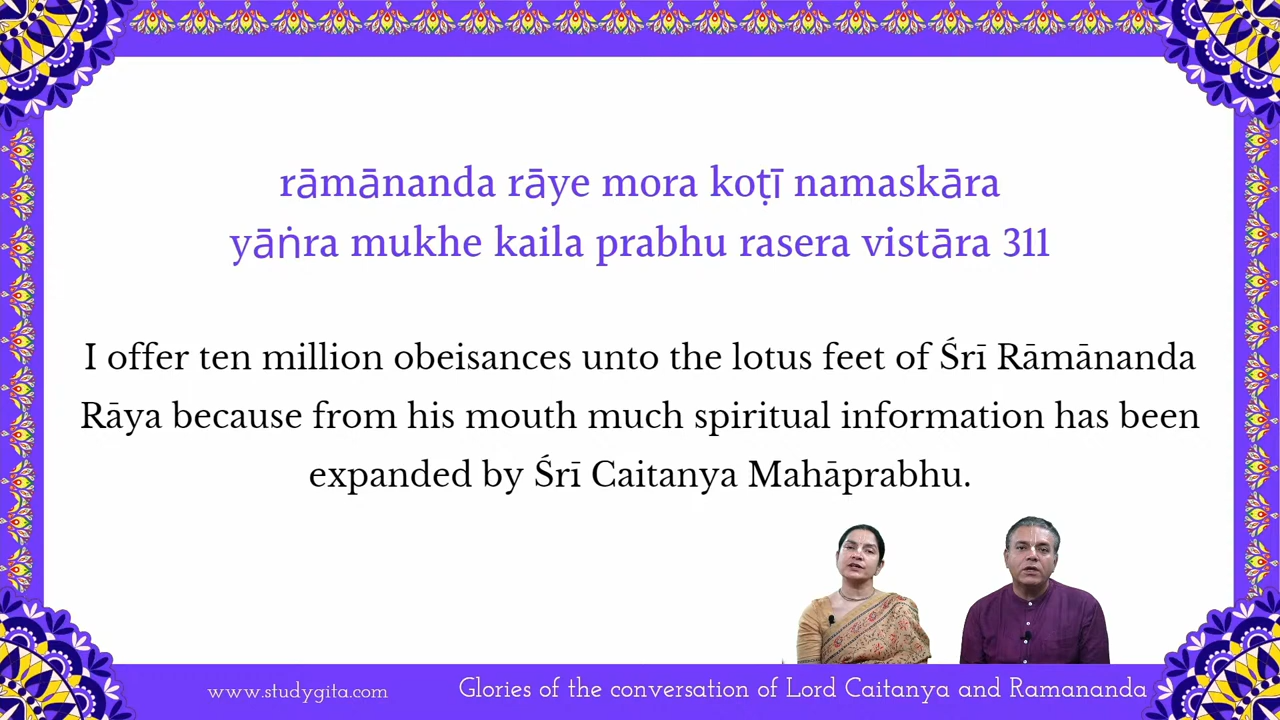 rāmānanda rāye mora koṭī namaskāra
yāṅra mukhe kaila prabhu rasera vistāra 311
I offer ten million obeisances unto the lotus feet of Śrī Rāmānanda
Rāya because from his mouth much spiritual information has been
expanded by Śrī Caitanya Mahāprabhu.
www.studygita.com
Glories of the conversation of Lord Caitanya and Ramananda